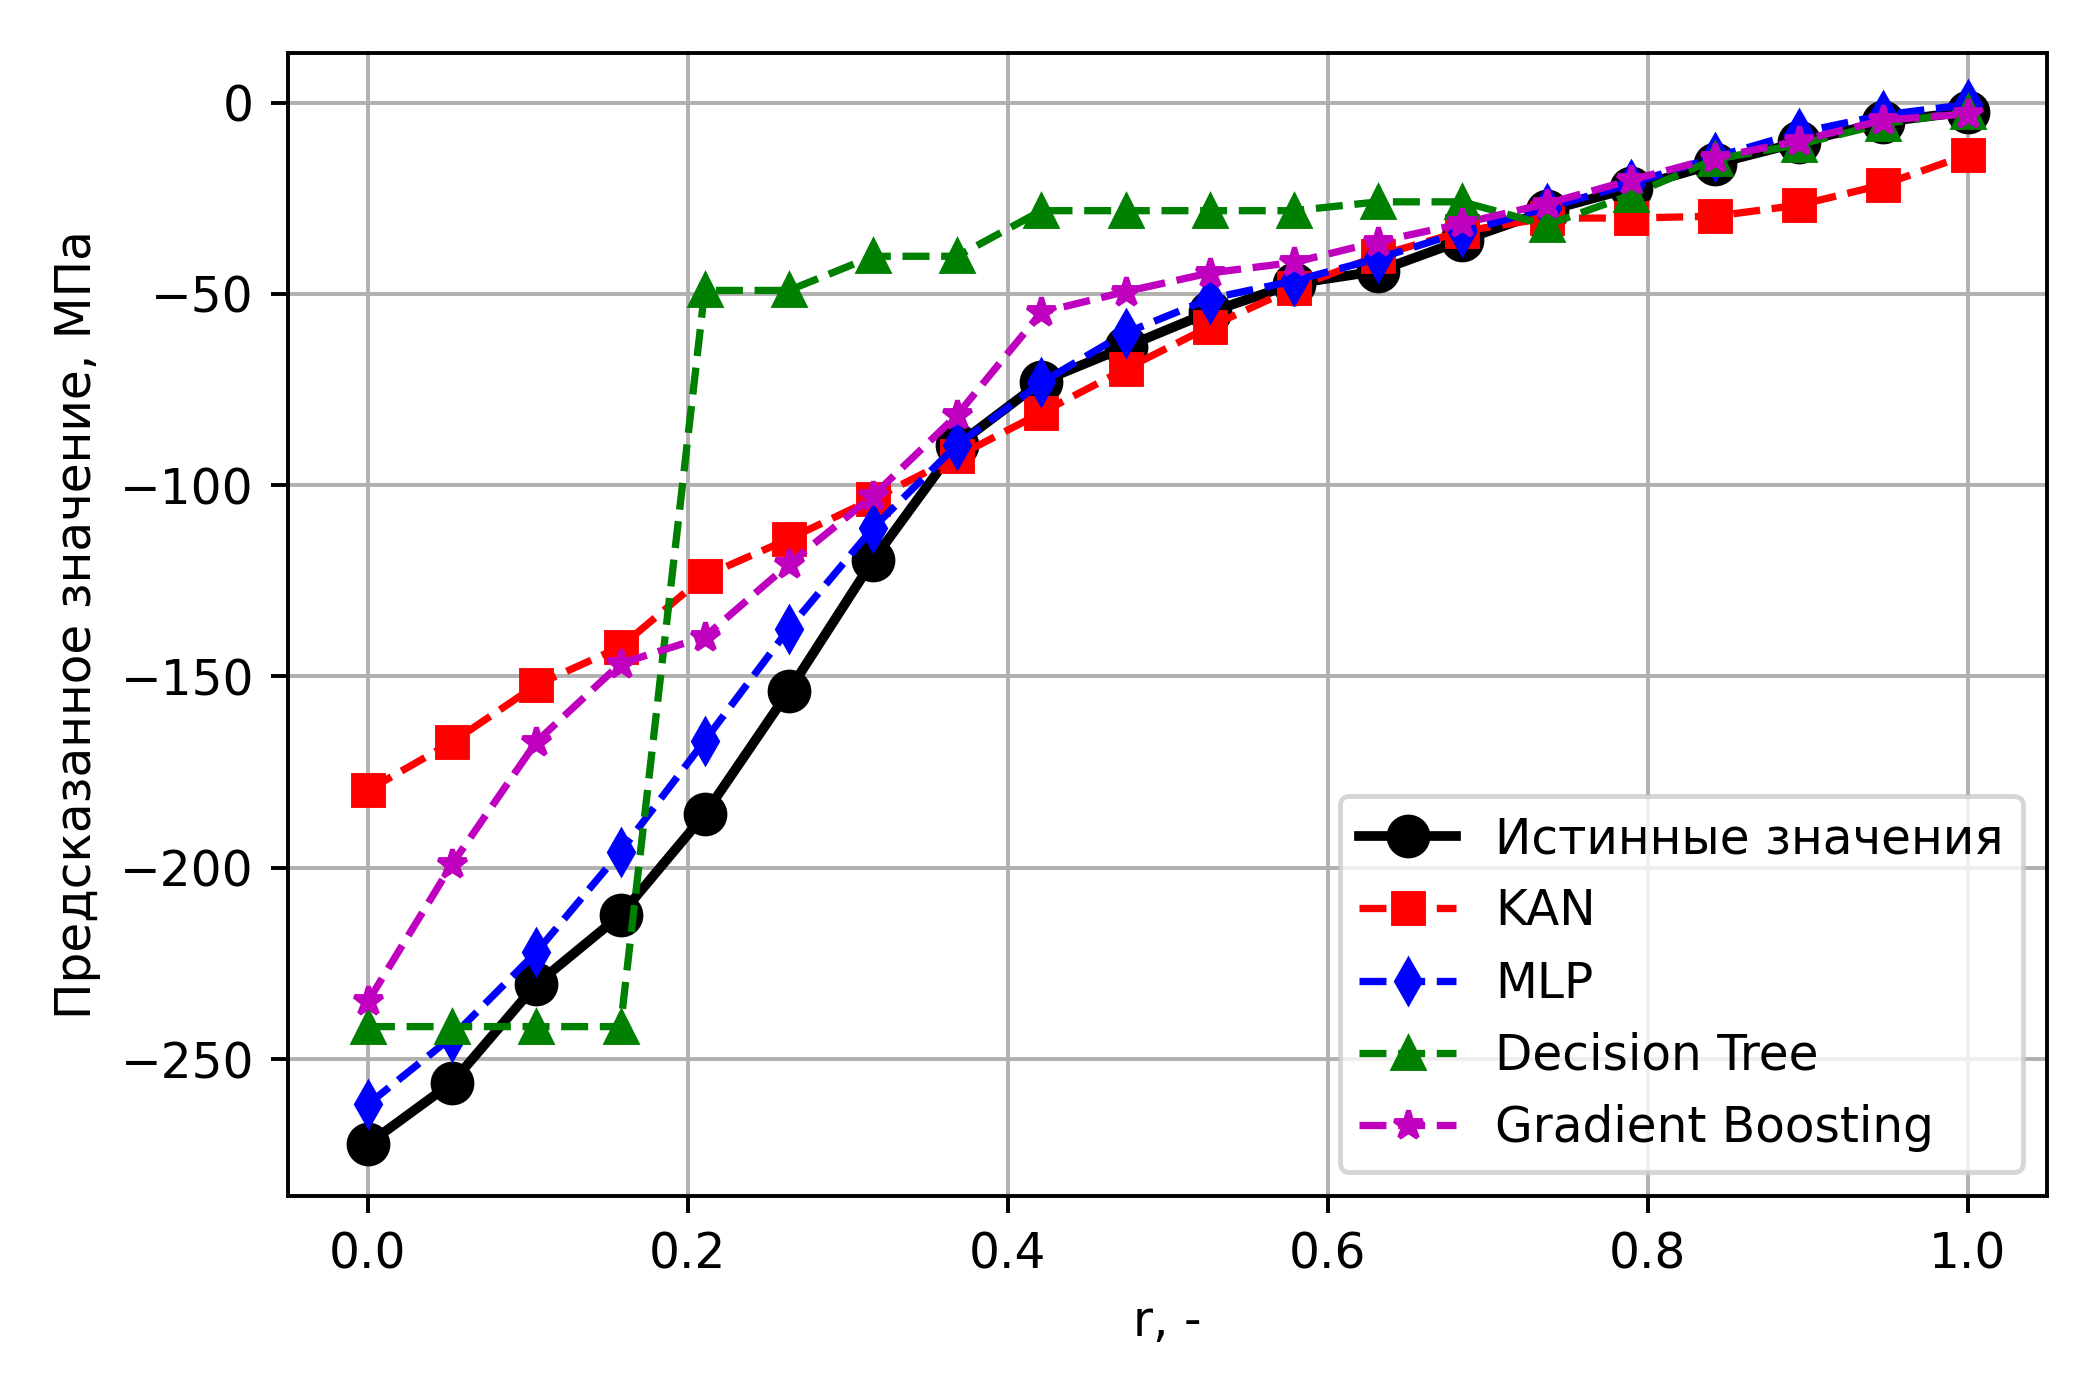 Предсказанное значение, МПа
0
−50
−100
−150
−200
−250
0.0
0.2
0.4
0.6
0.8
1.0
r, -
Истинные значения
KAN
MLP
Decision Tree
Gradient Boosting